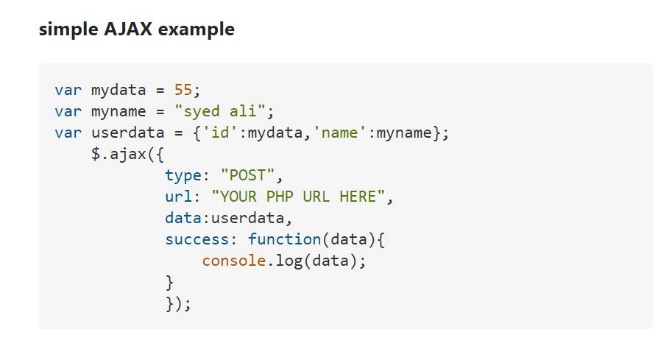 simple AJAX example
var mydata = 55;
var myname = "syed ali";
var userdata = {'id':mydata,'name':myname};
$.ajax({
type: "POST",
url: "YOUR PHP URL HERE",
data:userdata,
success: function(data){
console.log(data);
}
});